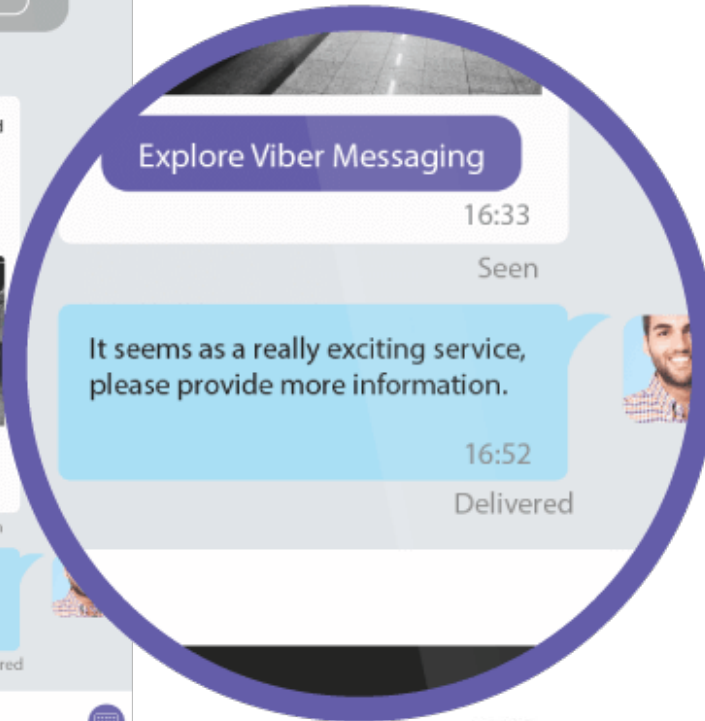 Explore Viber Messaging
16:33
Seen
It seems as a really exciting service,
please provide more information.
16:52
Delivered